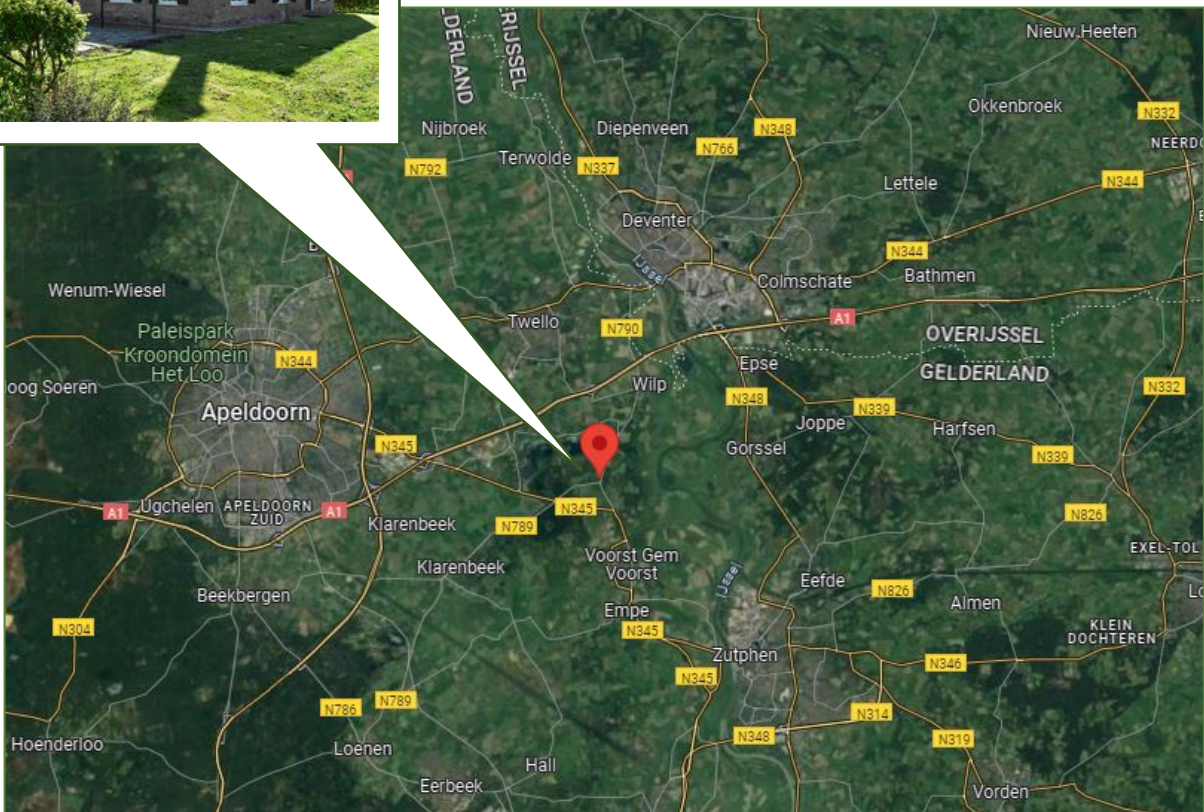 GELDERLAND
OVERIJSSEL
Nieuw Heeten
Okkenbroek
N332
Nijbroek
Diepenveen
N348
N766
Terwolde
N792
N337
N344
Lettele
Deventer
IJssel
N344
Bathmen
Colmschate
Wenum-Wiesel
Twello
N790
A1
OVERIJSSEL
Paleispark
Kroondomein
Het Loo
N344
Epse
GELDERLAND
Wilp
N332
oog Soeren
N348
N339
Apeldoorn
Joppe
Harfsen
N345
Gorssel
N339
A1
Ugchelen
APELDOORN
ZUID
A1
N345
N789
Klarenbeek
N826
EXEL-TOL
Voorst Gem
Voorst
Klarenbeek
IJssel
Eefde
N826
Beekbergen
Almen
Empe
N304
N345
KLEIN
DOCHTEREN
Zutphen
N346
N345
N786
N789
N314
Hoenderloo
Loenen
N348
N319
Hall
Eerbeek
Vorden